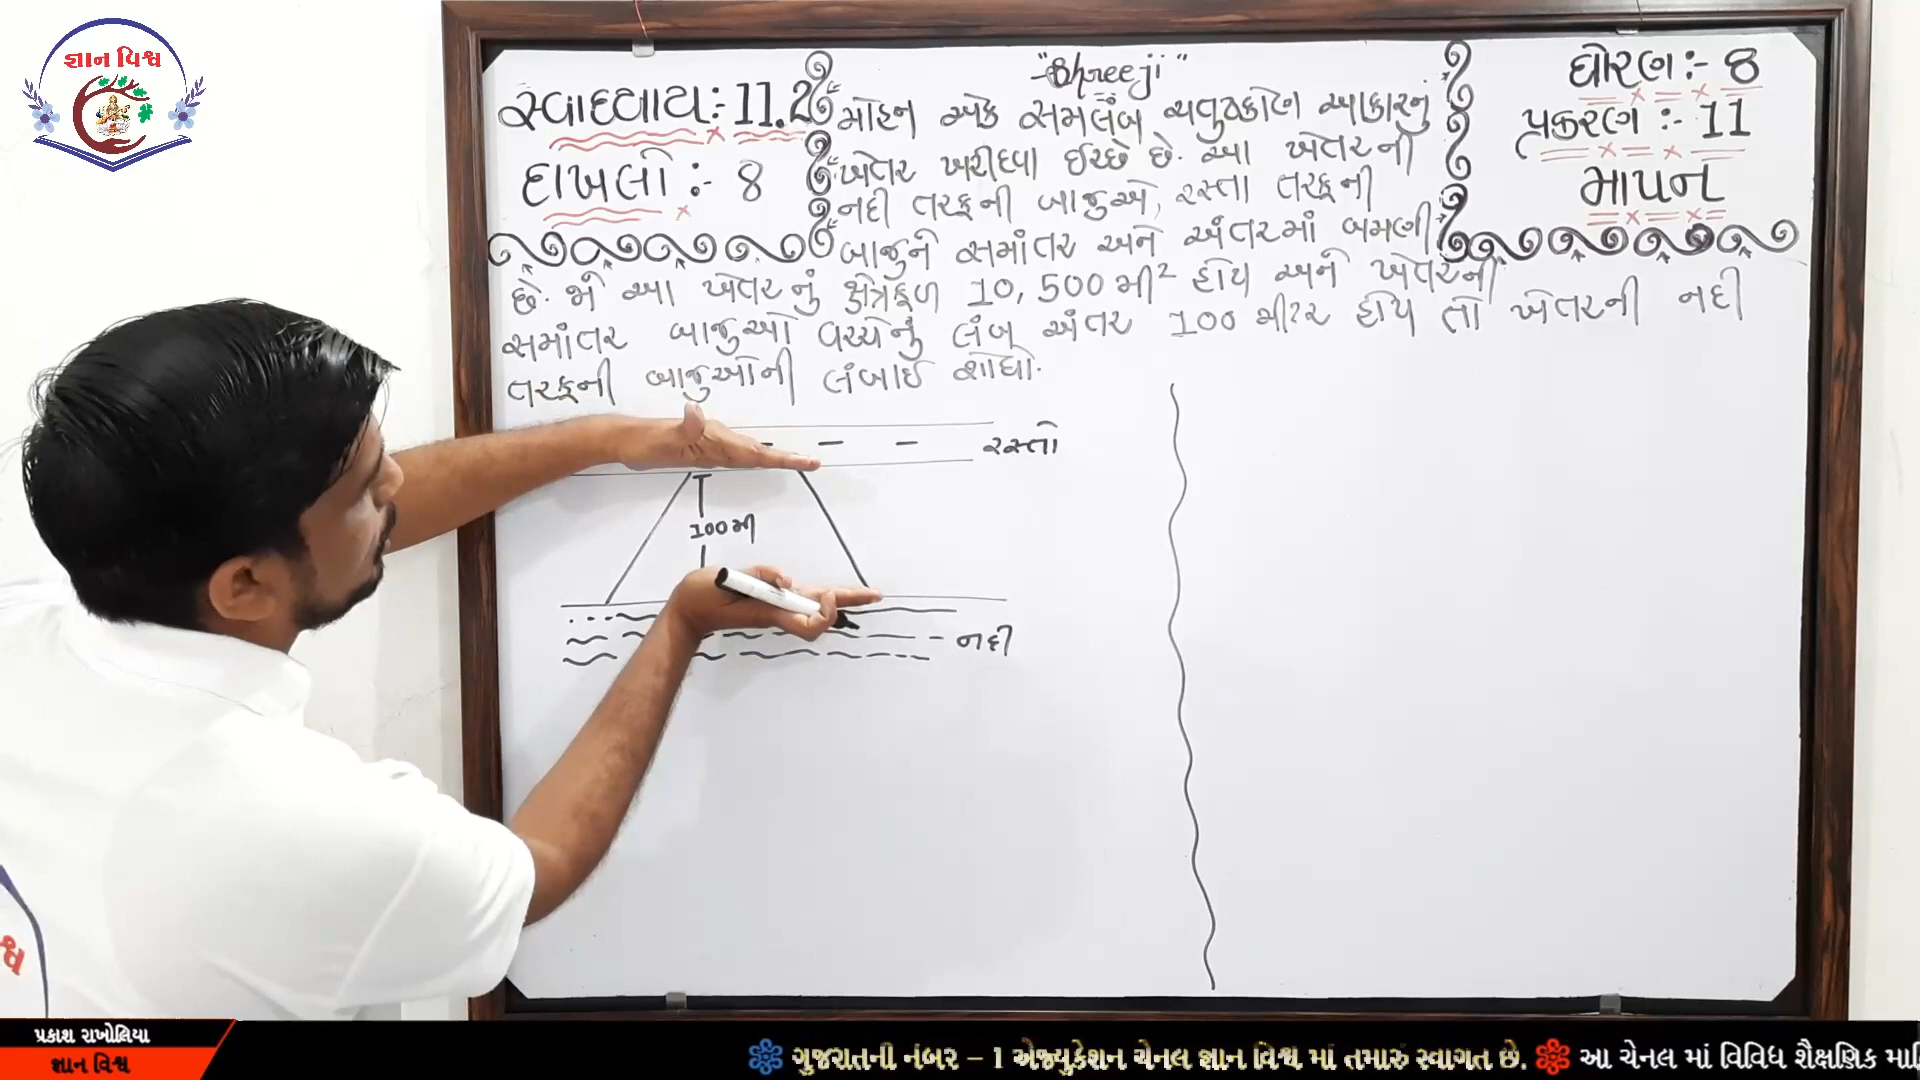 જ્ઞાન વિશ્વ
"Shreeji"
સ્વાધ્યાય:- 11.2
દાખલો :- 8
ધોરણ :- 8
પ્રકરણ :- 11
માપન
મોહન એક સમલંબ ચતુષ્કોણ આકારનું
ખેતર ખરીદવા ઈચ્છે છે. આ ખેતરની
નદી તરફની બાજુએ, રસ્તા તરફની
બાજુને સમાંતર અને અંતરમાં બમણી
છે. જો આ ખેતરનું ક્ષેત્રફળ 10,500 મી² હોય અને ખેતરની
સમાંતર બાજુઓ વચ્ચેનું લંબ અંતર 100 મીટર હોય તો ખેતરની નદી
તરફની બાજુઓની લંબાઈ શોધો.
રસ્તો
100 મી
નદી
પ્રકાશ રાખોલિયા
જ્ઞાન વિશ્વ
ગુજરાતની નંબર – 1 એજ્યુકેશન ચેનલ જ્ઞાન વિશ્વ માં તમારું સ્વાગત છે. આ ચેનલ માં વિવિધ શૈક્ષણિક